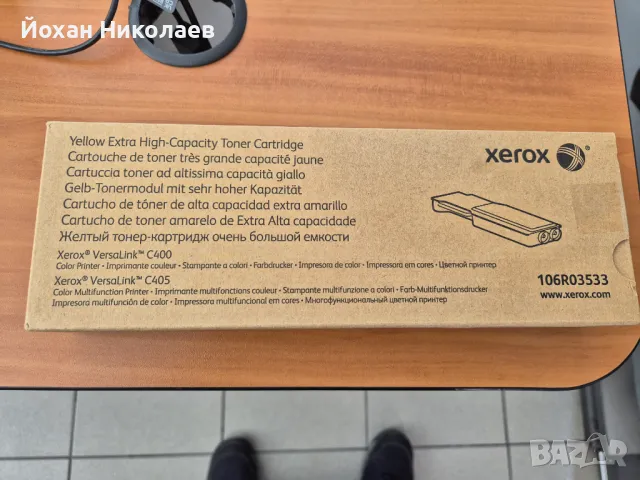 Йохан Николаев
Yellow Extra High-Capacity Toner Cartridge
Cartouche de toner très grande capacité jaune
Cartuccia toner ad altissima capacità giallo
Gelb-Tonermodul mit sehr hoher Kapazität
Cartucho de tóner de alta capacidad extra amarillo
Cartucho de toner amarelo de Extra Alta capacidade
Желтый тонер-картридж очень большой емкости
Xerox® VersaLink™ C400
Color Printer • Imprimante couleur • Stampante a colori • Farbdrucker • Impresora de color • Impressora em cores • Цветной принтер
Xerox® VersaLink™ C405
Color Multifunction Printer • Imprimante multifonctions couleur • Stampante multifunzione a colori • Farb-Multifunktionsdrucker
Impresora multifunción de color • Impressora multifuncional em cores • Многофункциональный цветной принтер
xerox
106R03533
www.xerox.com
bazar